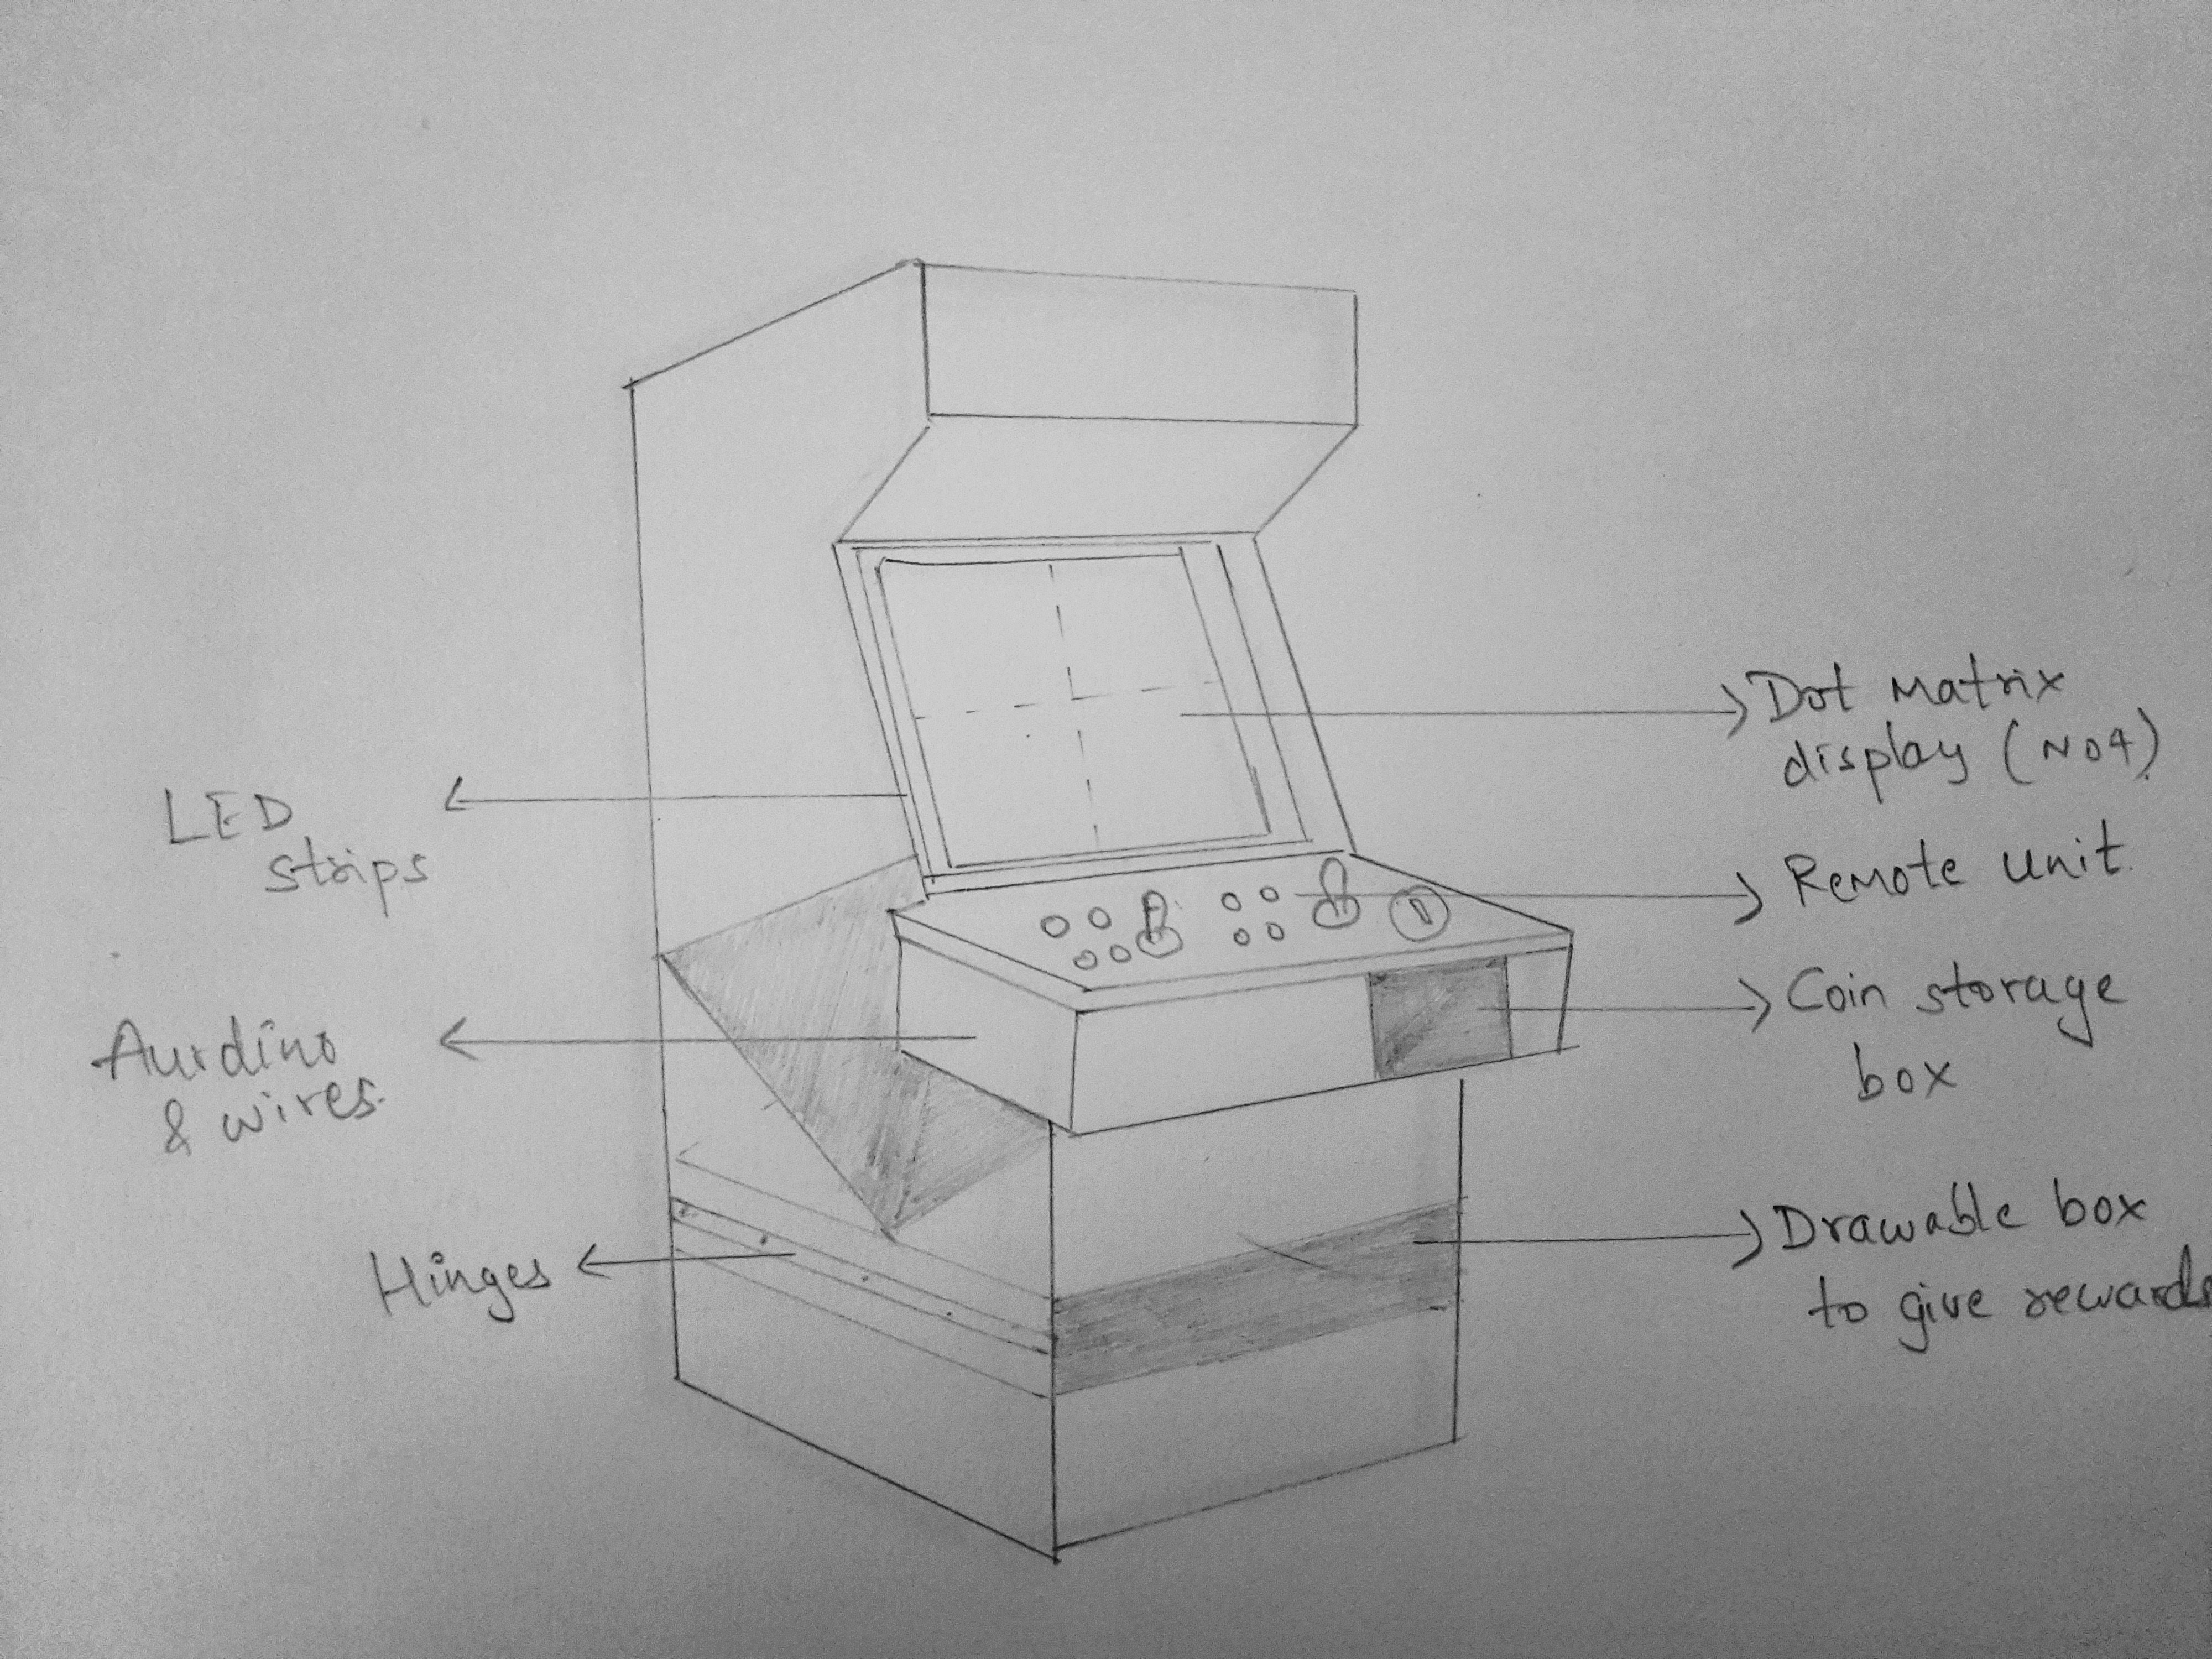 LED
strips
Aurdino
& wires.
Hinges
Dot Matrix
display (NO4)
Remote unit.
Coin storage
box
Drawable box
to give rewards